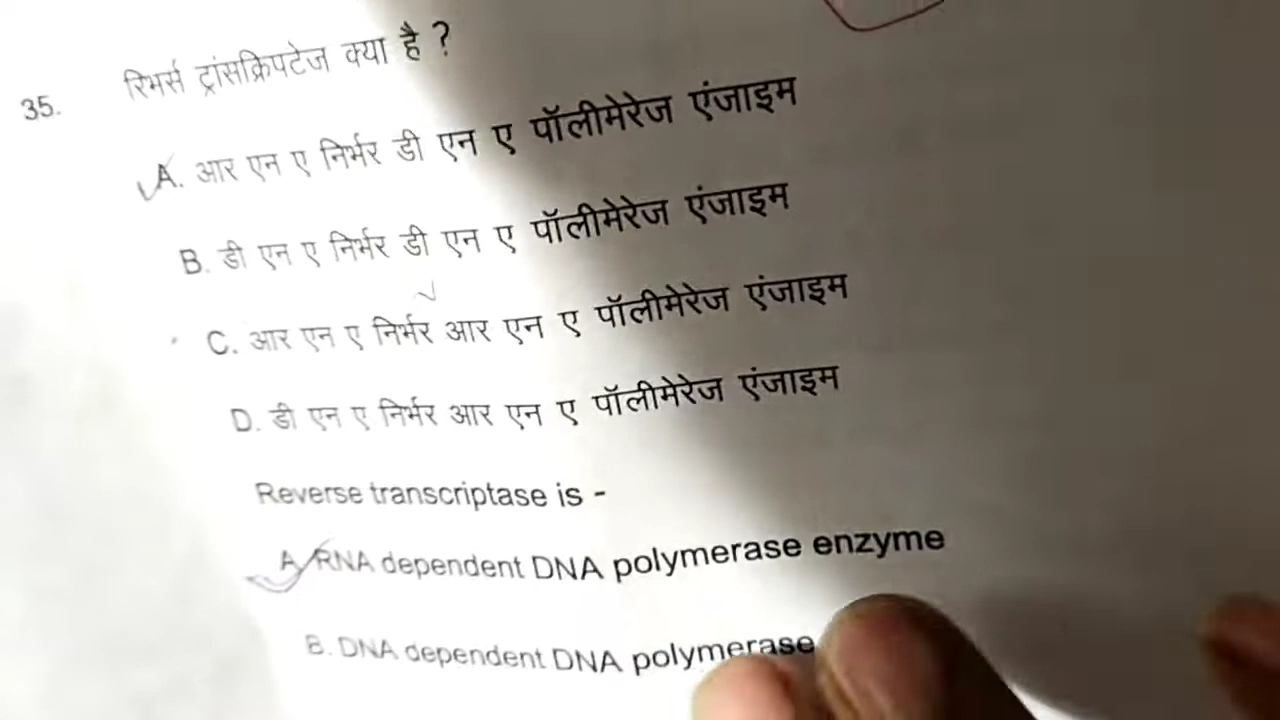 35. रिभर्स ट्रांसक्रिपटेज क्या है ?
A. आर एन ए निर्भर डी एन ए पॉलीमेरेज एंजाइम
B. डी एन ए निर्भर डी एन ए पॉलीमेरेज एंजाइम
C. आर एन ए निर्भर आर एन ए पॉलीमेरेज एंजाइम
D. डी एन ए निर्भर आर एन ए पॉलीमेरेज एंजाइम
Reverse transcriptase is -
A. RNA dependent DNA polymerase enzyme
B. DNA dependent DNA polymerase